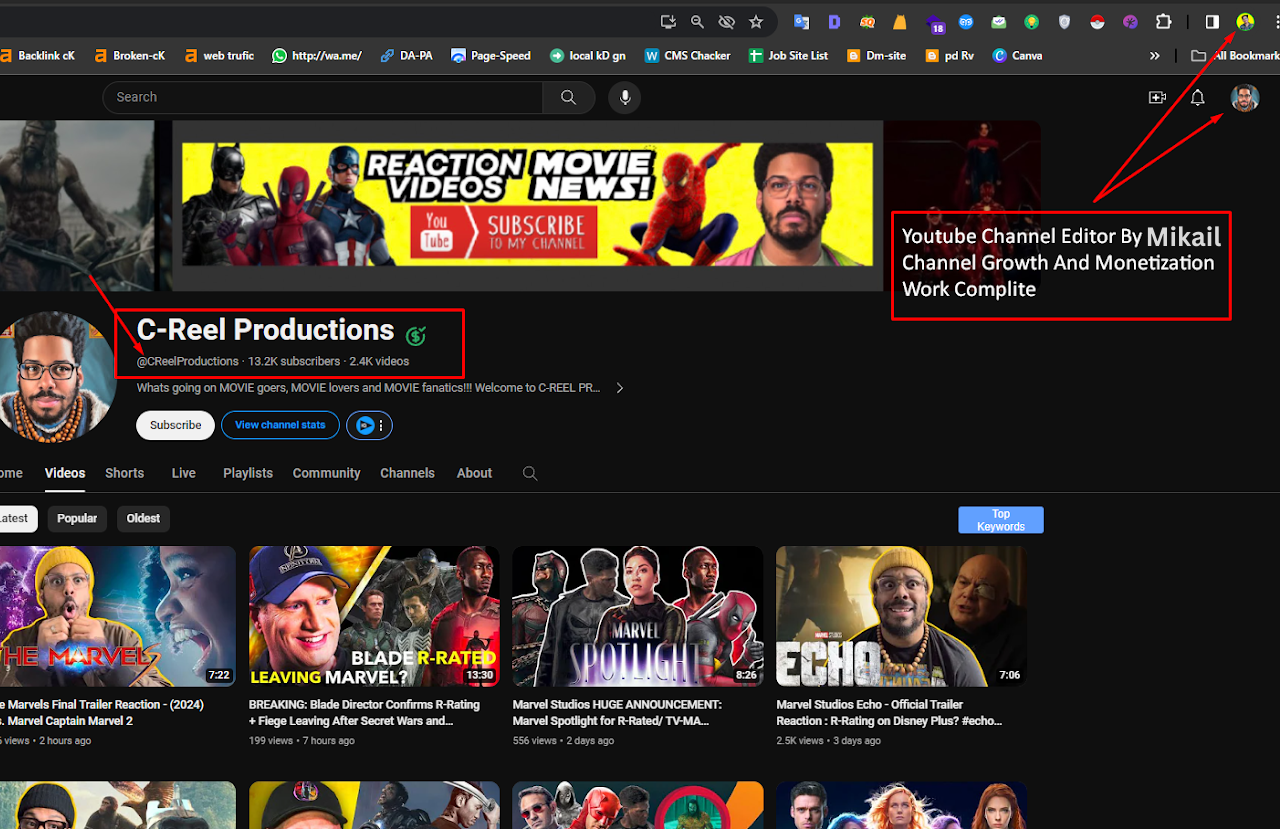 Backlink cK
Broken-cK
web trufic
http://wa.me/
DA-PA
Page-Speed
local kD gn
CMS Checker
Job Site List
Dm-site
pd Rv
Canva
All Bookmark
18
Search
REACTION VIDEOS
MOVIE NEWS!
You Tube
SUBSCRIBE
TO MY CHANNEL
Youtube Channel Editor By Mikail
Channel Growth And Monetization
Work Complite
C-Reel Productions
@CReelProductions · 13.2K subscribers · 2.4K videos
Whats going on MOVIE goers, MOVIE lovers and MOVIE fanatics!!! Welcome to C-REEL PR...
Subscribe
View channel stats
ome
Videos
Shorts
Live
Playlists
Community
Channels
About
Latest
Popular
Oldest
Top
Keywords
THE MARVELS
7:22
BLADE R-RATED
LEAVING MARVEL?
13:30
MARVEL
SPOTLIGHT
8:26
MARVEL STUDIOS
ECHO
7:06
e Marvels Final Trailer Reaction - (2024)
s. Marvel Captain Marvel 2
views • 2 hours ago
BREAKING: Blade Director Confirms R-Rating
+ Fiege Leaving After Secret Wars and...
199 views • 7 hours ago
Marvel Studios HUGE ANNOUNCEMENT:
Marvel Spotlight for R-Rated/ TV-MA...
556 views • 2 days ago
Marvel Studios Echo - Official Trailer
Reaction : R-Rating on Disney Plus? #echo...
2.5K views • 3 days ago